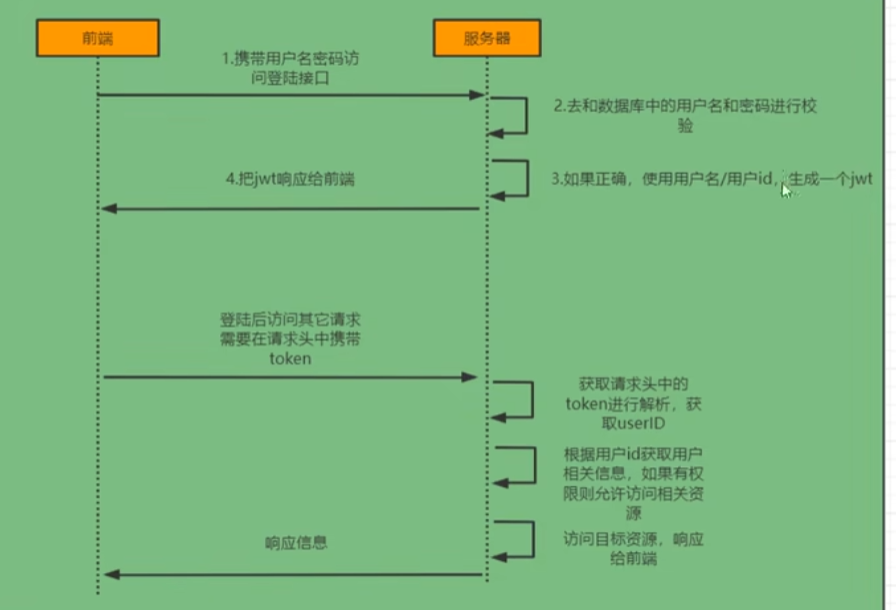 前端
服务器
1.携带用户名密码访
问登陆接口
2.去和数据库中的用户名和密码进行校
验
3.如果正确，使用用户名/用户id，生成一个jwt
4.把jwt响应给前端
登陆后访问其它请求
需要在请求头中携带
token
获取请求头中的
token进行解析，获
取userID
根据用户id获取用户
相关信息，如果有权
限则允许访问相关资
源
访问目标资源，响应
给前端
响应信息